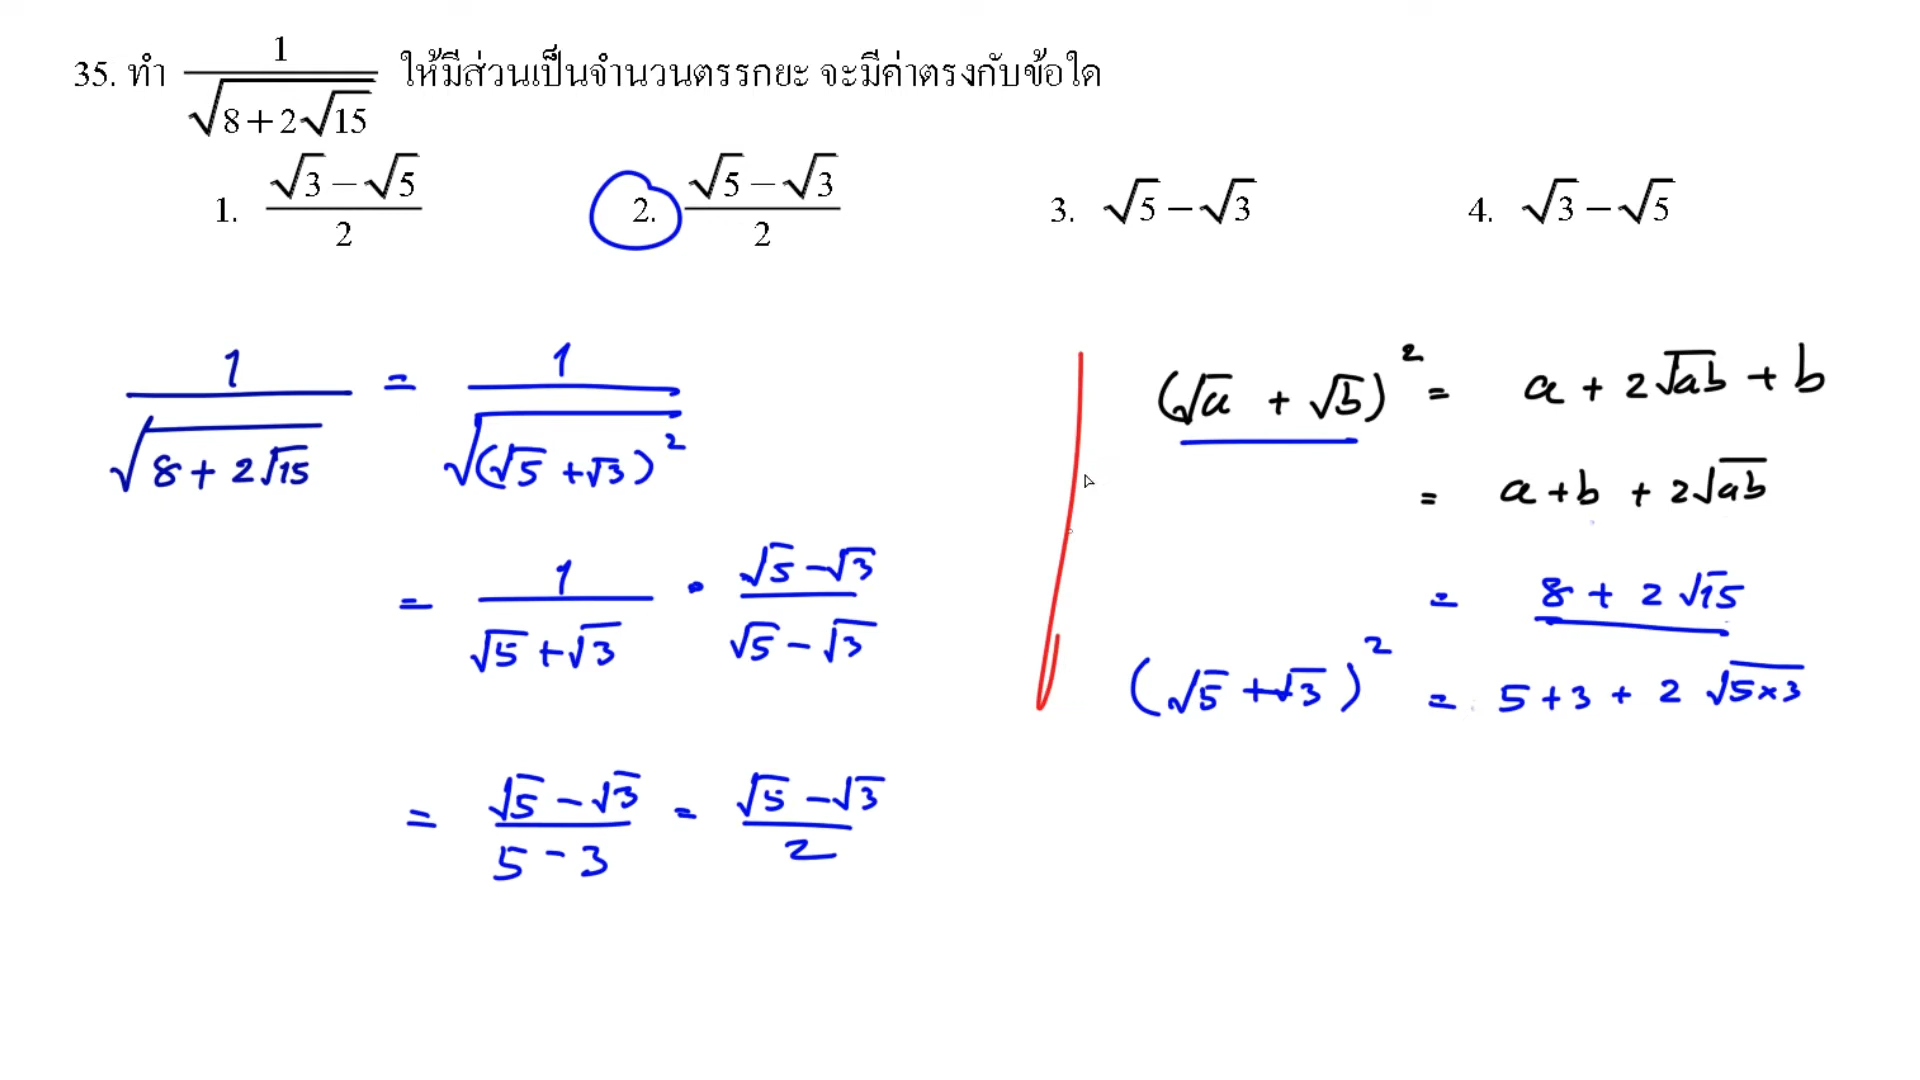 35. ทำ 1/√(8+2√15) ให้มีส่วนเป็นจำนวนตรรกยะ จะมีค่าตรงกับข้อใด
1. (√3−√5)/2 2. (√5−√3)/2 3. √5−√3 4. √3−√5
1/√(8+2√15) = 1/√((√5+√3)²)
= 1/(√5+√3) · (√5−√3)/(√5−√3)
= (√5−√3)/(5−3) = (√5−√3)/2
(√a + √b)² = a + 2√ab + b
= a+b + 2√ab
= 8 + 2√15
(√5+√3)² = 5+3+2√5×3